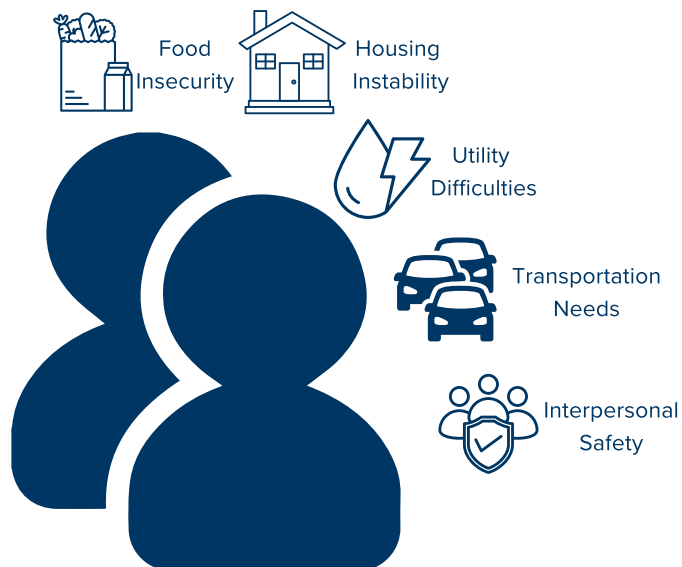 Food
Insecurity
Housing
Instability
Utility
Difficulties
Transportation
Needs
Interpersonal
Safety